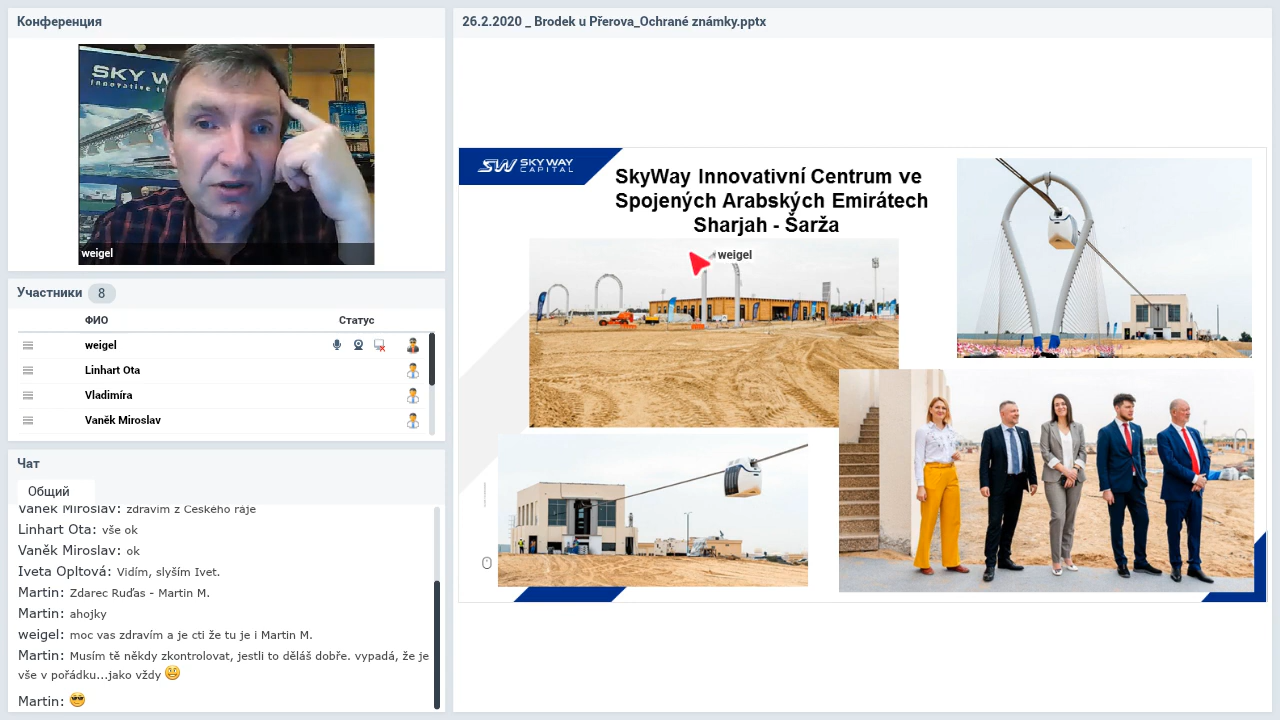 Конференция
SKY W
weigel
Участники 8
ФИО Статус
weigel
Linhart Ota
Vladimíra
Vaněk Miroslav
Чат
Общий
Vaněk Miroslav: zdravím z Českého ráje
Linhart Ota: vše ok
Vaněk Miroslav: ok
Iveta Opltová: Vidím, slyším Ivet.
Martin: Zdarec Ruďas - Martin M.
Martin: ahojky
weigel: moc vas zdravím a je cti že tu je i Martin M.
Martin: Musím tě někdy zkontrolovat, jestli to děláš dobře. vypadá, že je
vše v pořádku...jako vždy
Martin:
26.2.2020 _ Brodek u Přerova_Ochrané známky.pptx
SW SKY WAY
CAPITAL
SkyWay Innovativní Centrum ve
Spojených Arabských Emirátech
Sharjah - Šarža
weigel